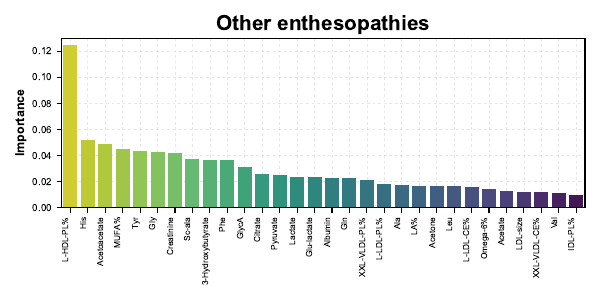 Other enthesopathies
Importance
0.12
0.10
0.08
0.06
0.04
0.02
0.00
L-HDL-PL%
His
Acetoacetate
MUFA%
Tyr
Gly
Creatinine
Sc-ala
3-Hydroxybutyrate
Phe
GlycA
Citrate
Pyruvate
Lactate
Glu-lactate
Albumin
Gln
XXL-VLDL-PL%
L-LDL-PL%
Ala
LA%
Acetone
Leu
L-LDL-CE%
Omega-6%
Acetate
LDL-size
XXL-VLDL-CE%
Val
IDL-PL%